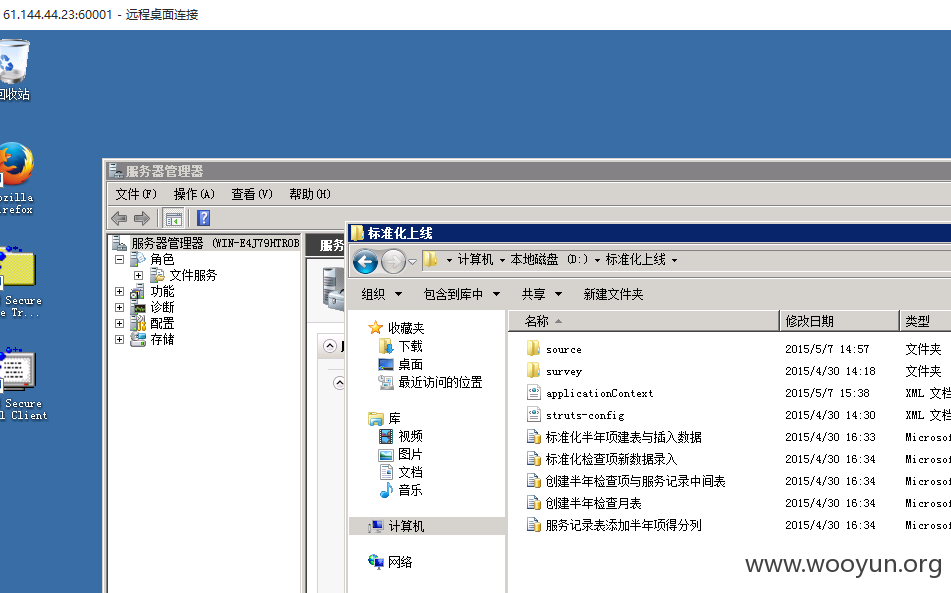 61.144.44.23:60001 - 远程桌面连接
回收站
Mozilla
Firefox
Secure
Secure
Client
服务器管理器
文件(F) 操作(A) 查看(V) 帮助(H)
服务器管理器 (WIN-E4J79HTROB
角色
文件服务
功能
诊断
配置
存储
标准化上线
计算机 本地磁盘 (D:) 标准化上线
组织 包含到库中 共享 新建文件夹
收藏夹
下载
桌面
最近访问的位置
库
视频
图片
文档
音乐
计算机
网络
名称 修改日期 类型
source 2015/5/7 14:57 文件夹
survey 2015/4/30 14:18 文件夹
applicationContext 2015/5/7 15:38 XML 文档
struts-config 2015/4/30 14:30 XML 文档
标准化半年项建表与插入数据 2015/4/30 16:33 Microsof
标准化检查项新数据录入 2015/4/30 16:34 Microsof
创建半年检查项与服务记录中间表 2015/4/30 16:34 Microsof
创建半年检查月表 2015/4/30 16:34 Microsof
服务记录表添加半年项得分列 2015/4/30 16:34 Microsof
www.wooyun.org